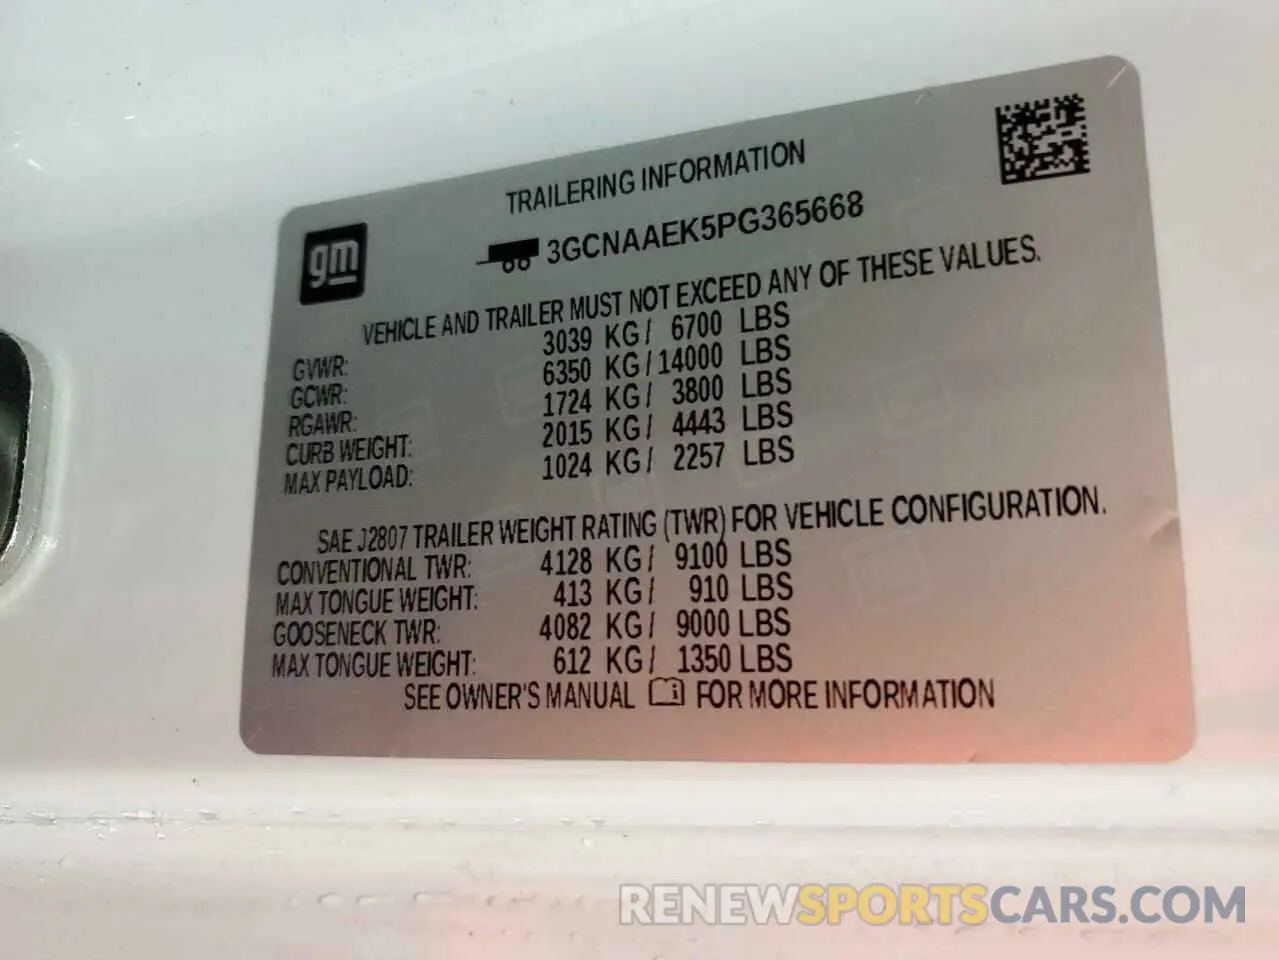 TRAILERING INFORMATION
gm 3GCNAAEK5PG365668
VEHICLE AND TRAILER MUST NOT EXCEED ANY OF THESE VALUES.
GVWR: 3039 KG/ 6700 LBS
GCWR: 6350 KG/14000 LBS
RGAWR: 1724 KG/ 3800 LBS
CURB WEIGHT: 2015 KG/ 4443 LBS
MAX PAYLOAD: 1024 KG/ 2257 LBS
SAE J2807 TRAILER WEIGHT RATING (TWR) FOR VEHICLE CONFIGURATION.
CONVENTIONAL TWR: 4128 KG/ 9100 LBS
MAX TONGUE WEIGHT: 413 KG/ 910 LBS
GOOSENECK TWR: 4082 KG/ 9000 LBS
MAX TONGUE WEIGHT: 612 KG/ 1350 LBS
SEE OWNER'S MANUAL FOR MORE INFORMATION
RENEWSPORTSCARS.COM